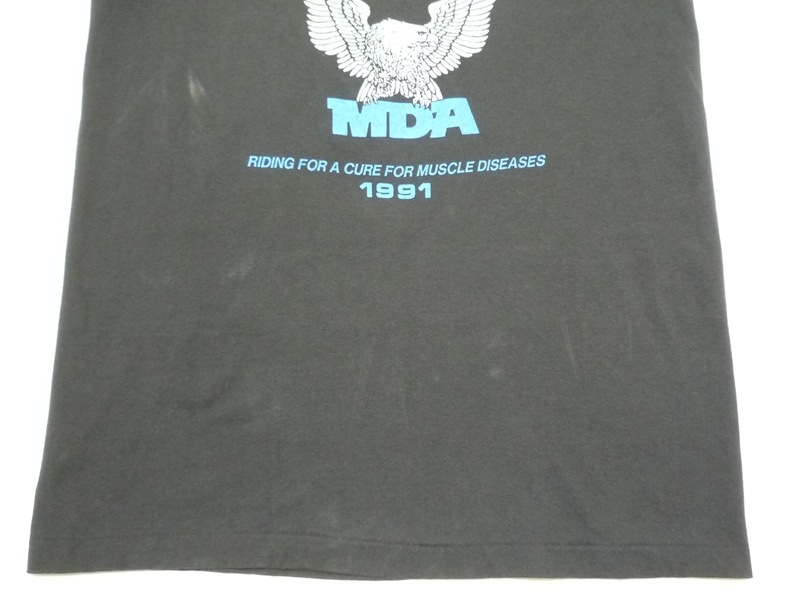 MDA
RIDING FOR A CURE FOR MUSCLE DISEASES
1991